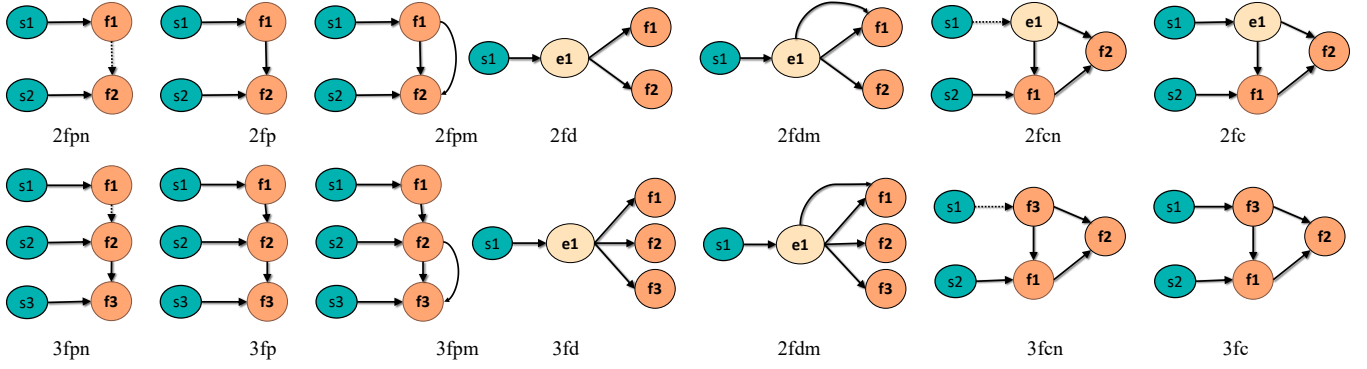 s1 f1 s2 f2
2fpn
s1 f1 s2 f2
2fp
s1 f1 s2 f2
2fpm
s1 e1 f1 f2
2fd
s1 e1 f1 f2
2fdm
s1 e1 f2 s2 f1
2fcn
s1 e1 f2 s2 f1
2fc
s1 f1 s2 f2 s3 f3
3fpn
s1 f1 s2 f2 s3 f3
3fp
s1 f1 s2 f2 s3 f3
3fpm
s1 e1 f1 f2 f3
3fd
s1 e1 f1 f2 f3
2fdm
s1 f3 f2 s2 f1
3fcn
s1 f3 f2 s2 f1
3fc